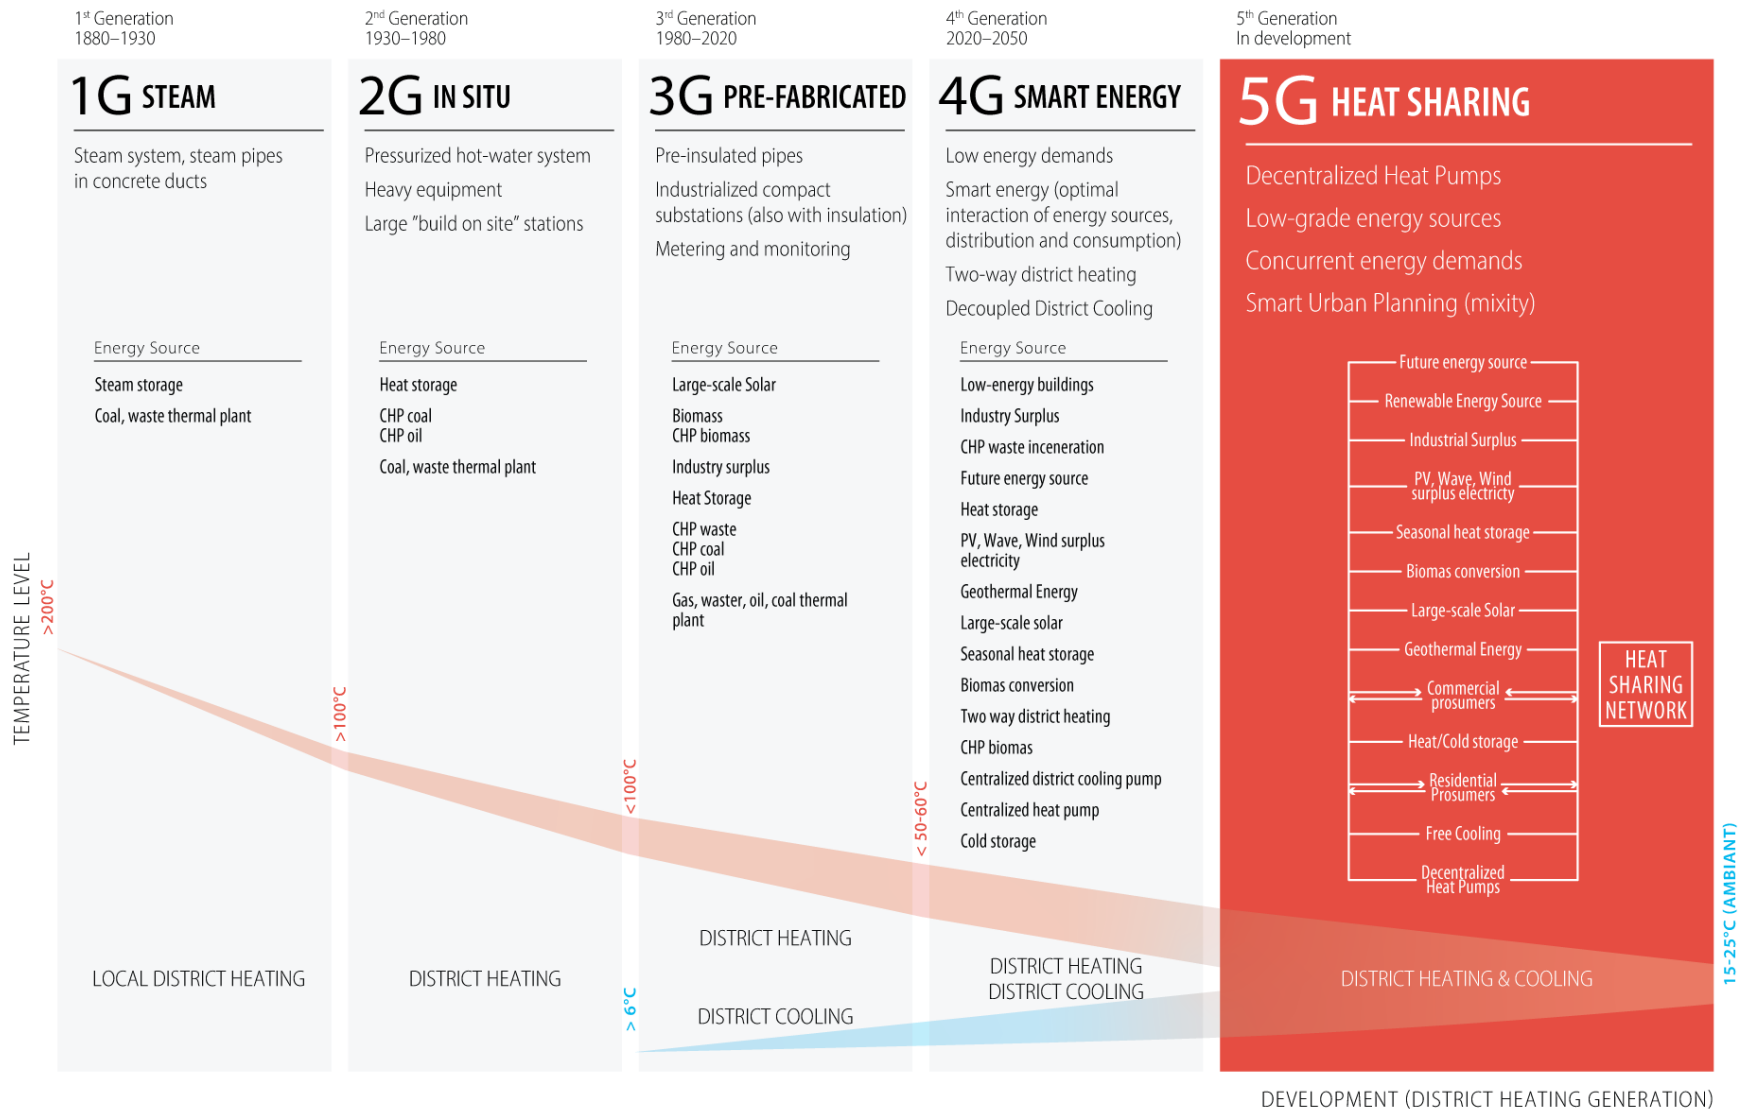 1st Generation
1880–1930
2nd Generation
1930–1980
3rd Generation
1980–2020
4th Generation
2020–2050
5th Generation
In development
1G STEAM
Steam system, steam pipes
in concrete ducts
Energy Source
Steam storage
Coal, waste thermal plant
LOCAL DISTRICT HEATING
2G IN SITU
Pressurized hot-water system
Heavy equipment
Large "build on site" stations
Energy Source
Heat storage
CHP coal
CHP oil
Coal, waste thermal plant
DISTRICT HEATING
3G PRE-FABRICATED
Pre-insulated pipes
Industrialized compact
substations (also with insulation)
Metering and monitoring
Energy Source
Large-scale Solar
Biomass
CHP biomass
Industry surplus
Heat Storage
CHP waste
CHP coal
CHP oil
Gas, waster, oil, coal thermal
plant
DISTRICT HEATING
DISTRICT COOLING
4G SMART ENERGY
Low energy demands
Smart energy (optimal
interaction of energy sources,
distribution and consumption)
Two-way district heating
Decoupled District Cooling
Energy Source
Low-energy buildings
Industry Surplus
CHP waste inceneration
Future energy source
Heat storage
PV, Wave, Wind surplus
electricity
Geothermal Energy
Large-scale solar
Seasonal heat storage
Biomas conversion
Two way district heating
CHP biomas
Centralized district cooling pump
Centralized heat pump
Cold storage
DISTRICT HEATING
DISTRICT COOLING
5G HEAT SHARING
Decentralized Heat Pumps
Low-grade energy sources
Concurrent energy demands
Smart Urban Planning (mixity)
Future energy source
Renewable Energy Source
Industrial Surplus
PV, Wave, Wind
surplus electricty
Seasonal heat storage
Biomas conversion
Large-scale Solar
Geothermal Energy
Commercial
prosumers
Heat/Cold storage
Residential
Prosumers
Free Cooling
Decentralized
Heat Pumps
HEAT
SHARING
NETWORK
DISTRICT HEATING & COOLING
TEMPERATURE LEVEL
>200°C
>100°C
<100°C
> 6°C
< 50-60°C
15-25°C (AMBIANT)
DEVELOPMENT (DISTRICT HEATING GENERATION)